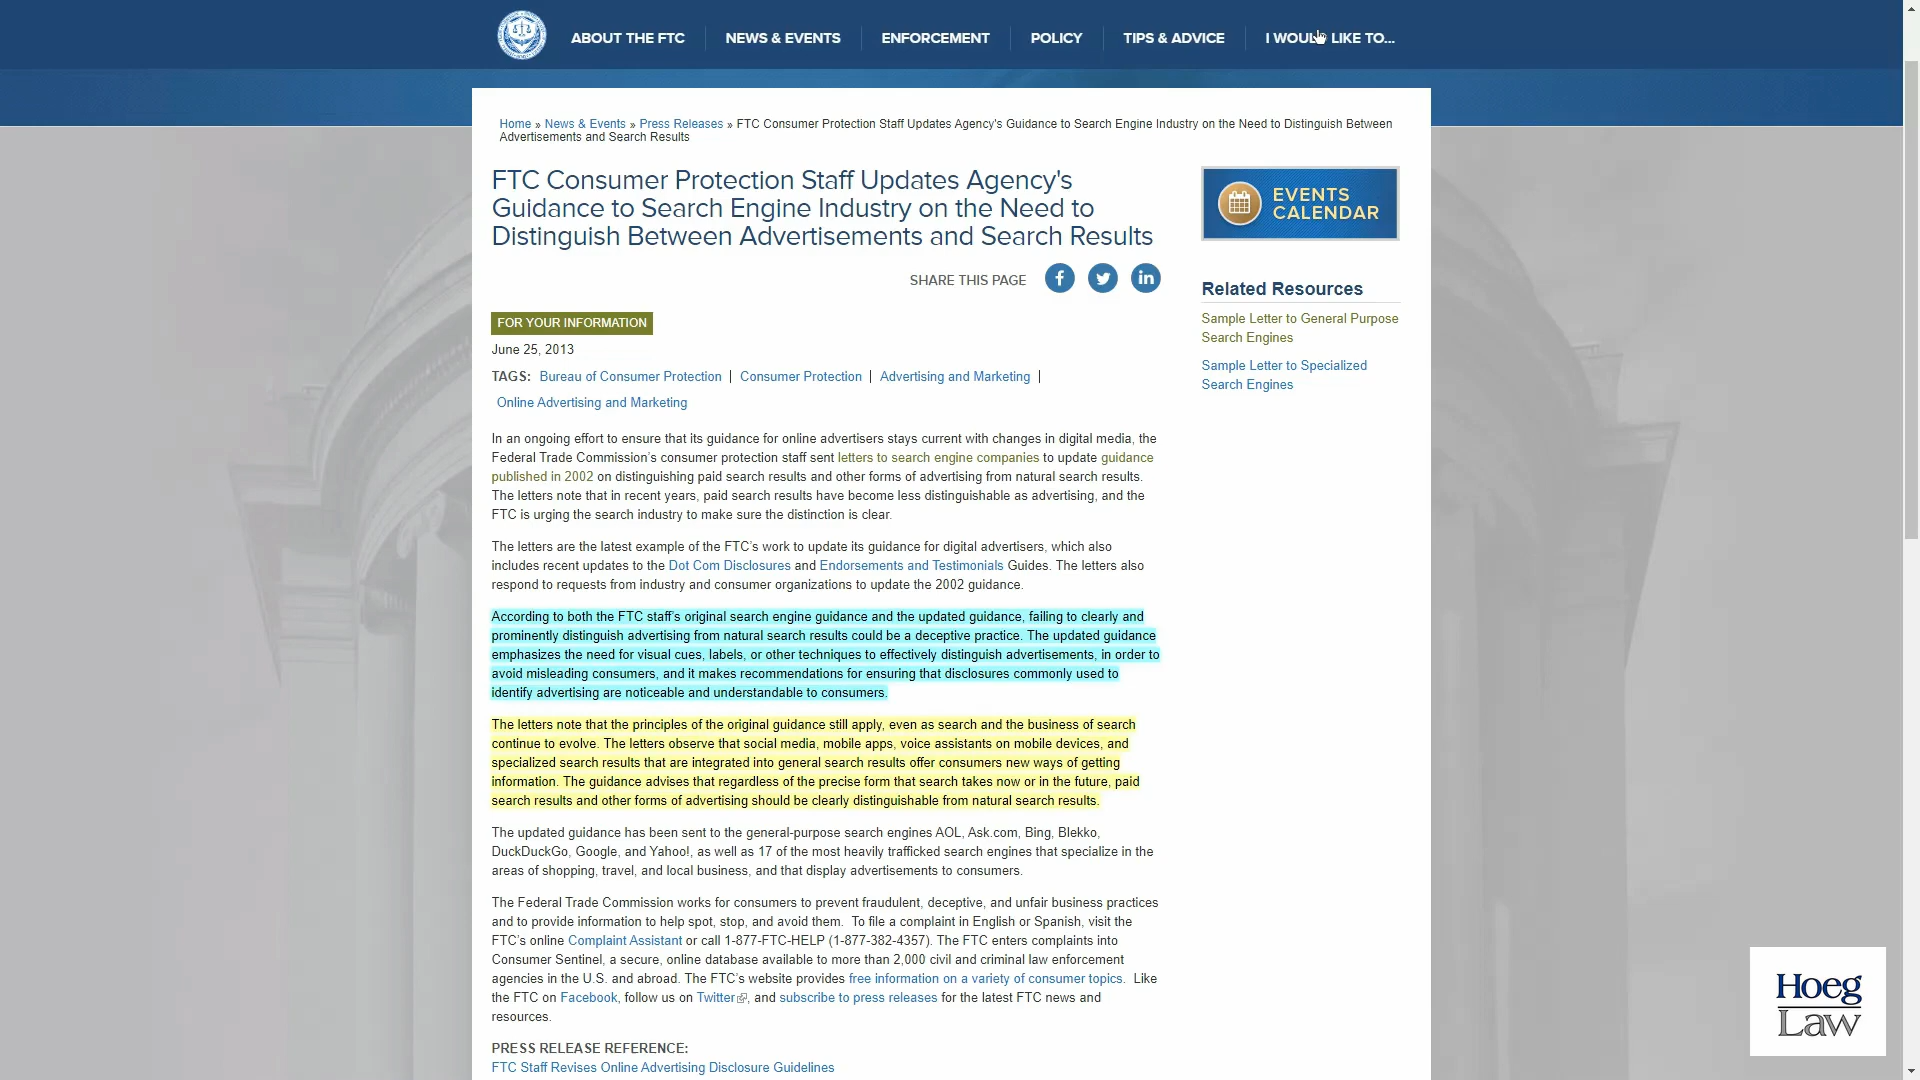 ABOUT THE FTC NEWS & EVENTS ENFORCEMENT POLICY TIPS & ADVICE I WOULD LIKE TO...
Home » News & Events » Press Releases » FTC Consumer Protection Staff Updates Agency's Guidance to Search Engine Industry on the Need to Distinguish Between
Advertisements and Search Results
FTC Consumer Protection Staff Updates Agency's
Guidance to Search Engine Industry on the Need to
Distinguish Between Advertisements and Search Results
SHARE THIS PAGE
FOR YOUR INFORMATION
June 25, 2013
TAGS: Bureau of Consumer Protection | Consumer Protection | Advertising and Marketing |
Online Advertising and Marketing
In an ongoing effort to ensure that its guidance for online advertisers stays current with changes in digital media, the
Federal Trade Commission’s consumer protection staff sent letters to search engine companies to update guidance
published in 2002 on distinguishing paid search results and other forms of advertising from natural search results.
The letters note that in recent years, paid search results have become less distinguishable as advertising, and the
FTC is urging the search industry to make sure the distinction is clear.
The letters are the latest example of the FTC’s work to update its guidance for digital advertisers, which also
includes recent updates to the Dot Com Disclosures and Endorsements and Testimonials Guides. The letters also
respond to requests from industry and consumer organizations to update the 2002 guidance.
According to both the FTC staff’s original search engine guidance and the updated guidance, failing to clearly and
prominently distinguish advertising from natural search results could be a deceptive practice. The updated guidance
emphasizes the need for visual cues, labels, or other techniques to effectively distinguish advertisements, in order to
avoid misleading consumers, and it makes recommendations for ensuring that disclosures commonly used to
identify advertising are noticeable and understandable to consumers.
The letters note that the principles of the original guidance still apply, even as search and the business of search
continue to evolve. The letters observe that social media, mobile apps, voice assistants on mobile devices, and
specialized search results that are integrated into general search results offer consumers new ways of getting
information. The guidance advises that regardless of the precise form that search takes now or in the future, paid
search results and other forms of advertising should be clearly distinguishable from natural search results.
The updated guidance has been sent to the general-purpose search engines AOL, Ask.com, Bing, Blekko,
DuckDuckGo, Google, and Yahoo!, as well as 17 of the most heavily trafficked search engines that specialize in the
areas of shopping, travel, and local business, and that display advertisements to consumers.
The Federal Trade Commission works for consumers to prevent fraudulent, deceptive, and unfair business practices
and to provide information to help spot, stop, and avoid them. To file a complaint in English or Spanish, visit the
FTC’s online Complaint Assistant or call 1-877-FTC-HELP (1-877-382-4357). The FTC enters complaints into
Consumer Sentinel, a secure, online database available to more than 2,000 civil and criminal law enforcement
agencies in the U.S. and abroad. The FTC’s website provides free information on a variety of consumer topics. Like
the FTC on Facebook, follow us on Twitter, and subscribe to press releases for the latest FTC news and
resources.
PRESS RELEASE REFERENCE:
FTC Staff Revises Online Advertising Disclosure Guidelines
EVENTS
CALENDAR
Related Resources
Sample Letter to General Purpose
Search Engines
Sample Letter to Specialized
Search Engines
Hoeg
Law